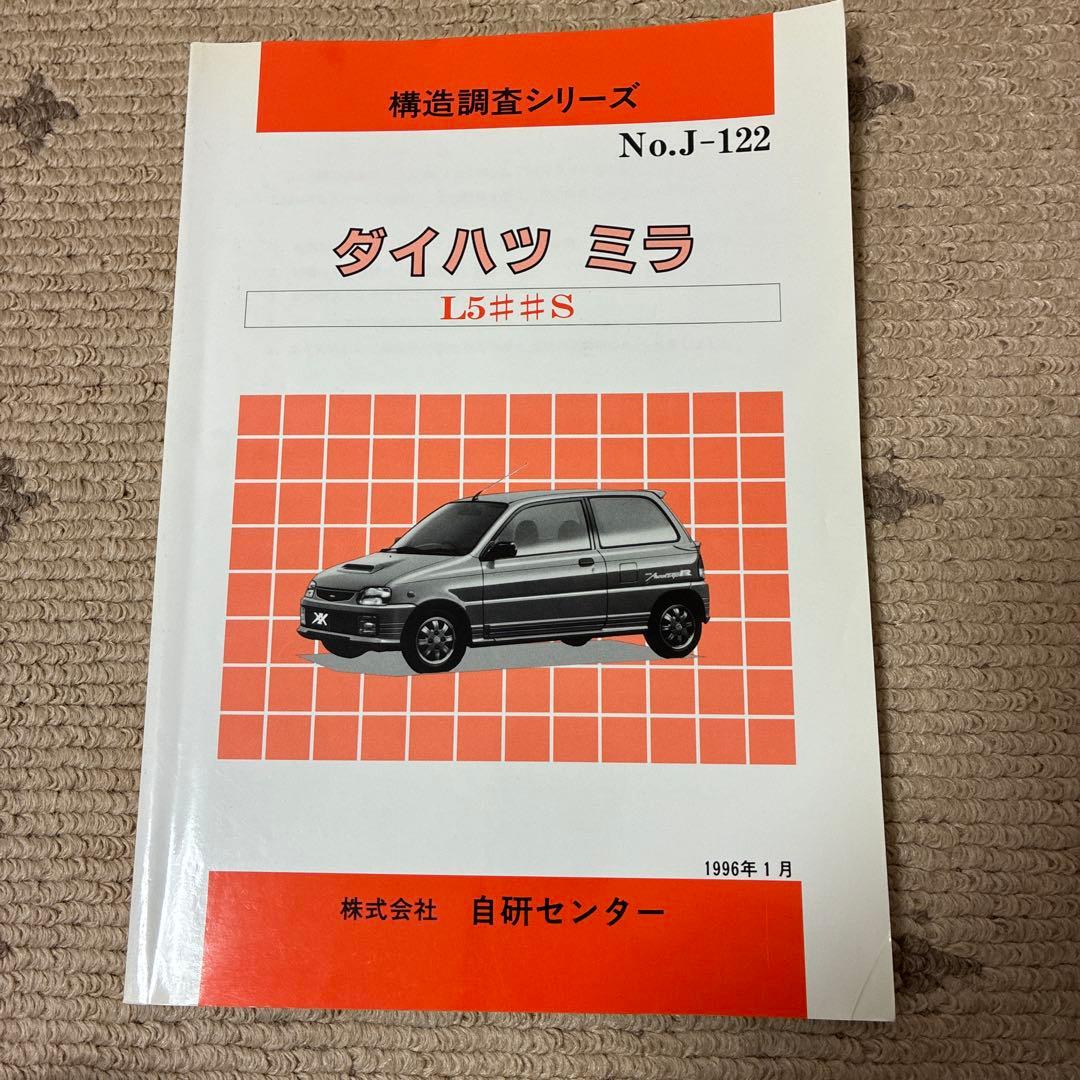 構造調査シリーズ
No.J-122
ダイハツ ミラ
L5##S
1996年1月
株式会社 自研センター